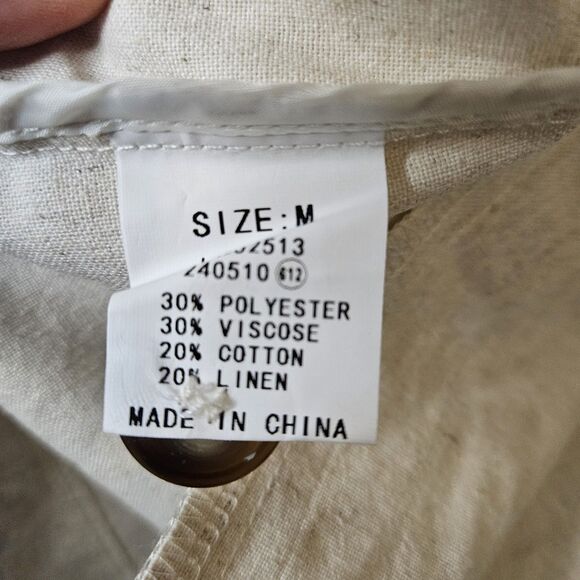 SIZE:M
240510 612
30% POLYESTER
30% VISCOSE
20% COTTON
20% LINEN
MADE IN CHINA